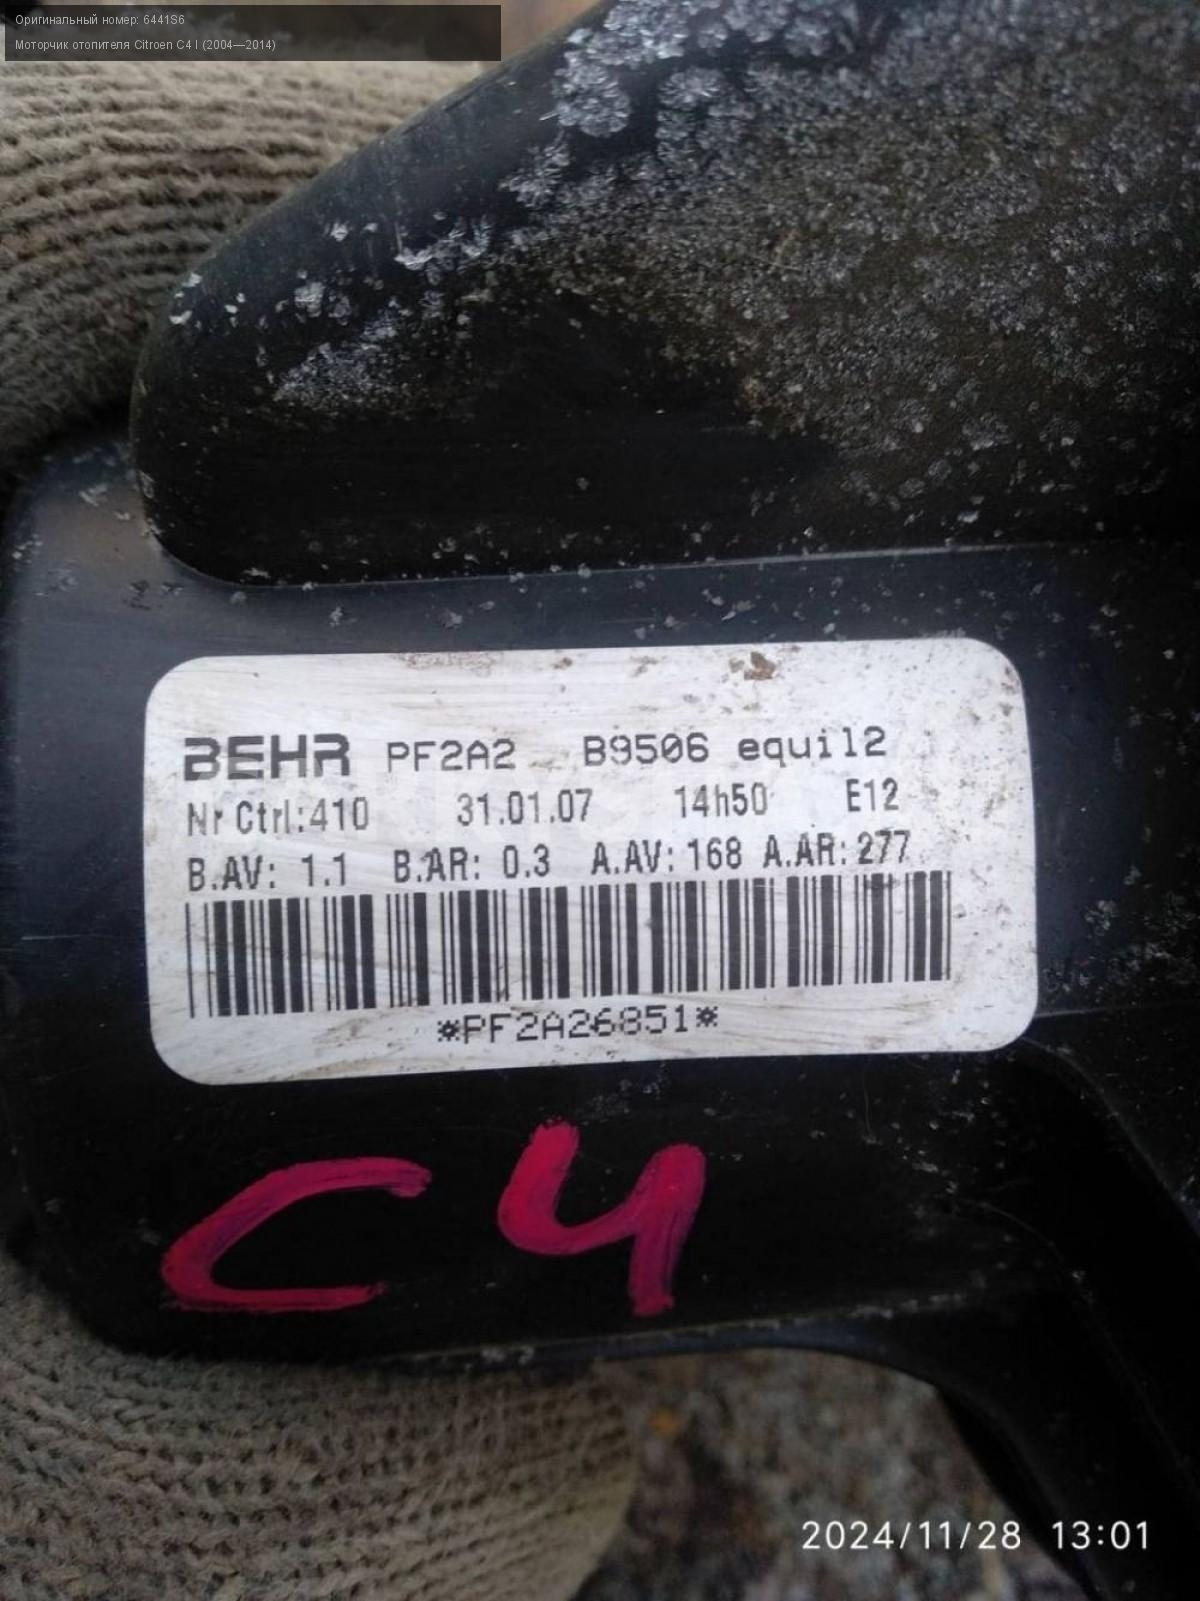 Оригинальный номер: 6441S6
Моторчик отопителя Citroen C4 I (2004—2014)
BEHR PF2A2 B9506 equil2
Nr Ctrl:410 31.01.07 14h50 E12
B.AV: 1.1 B.AR: 0.3 A.AV: 168 A.AR: 277
*PF2A26851*
C4
2024/11/28 13:01